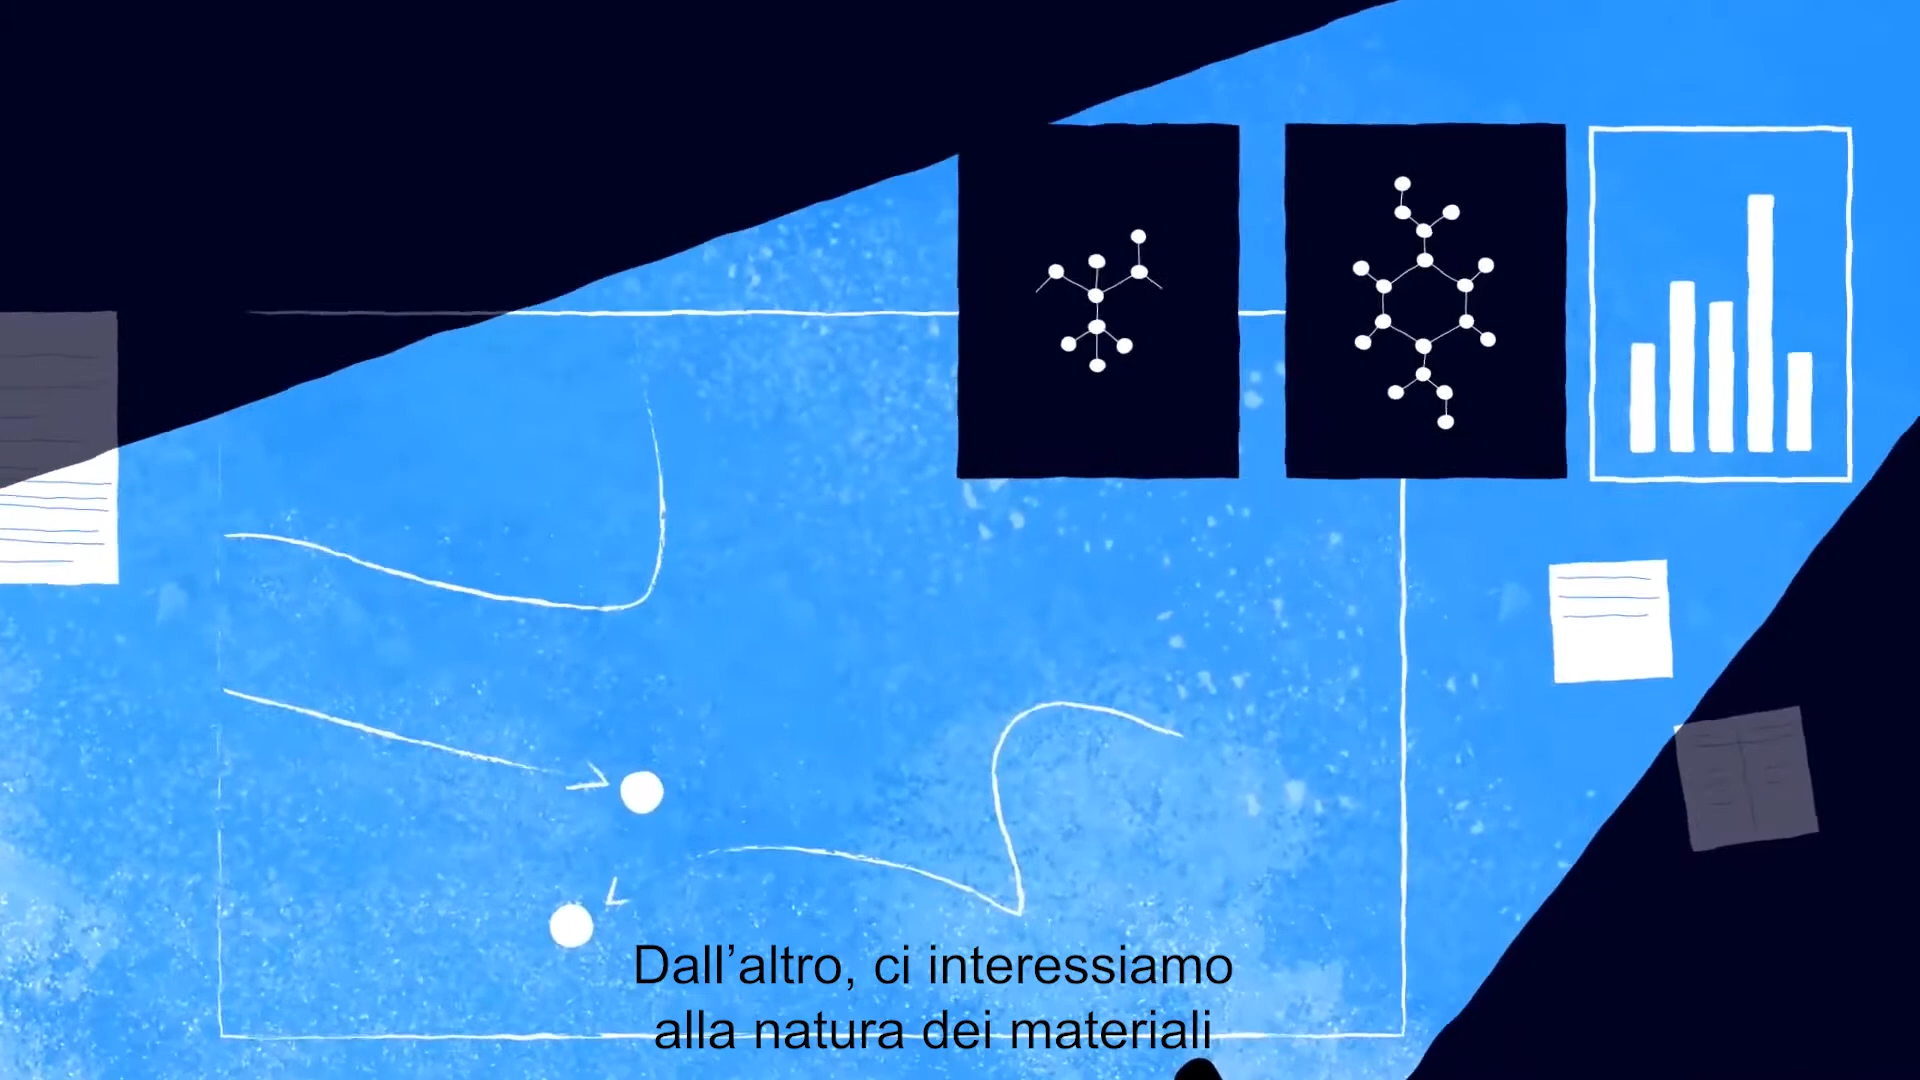 Dall’altro, ci interessiamo
alla natura dei materiali